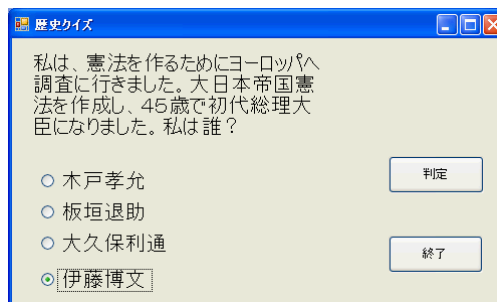 歴史クイズ
私は、憲法を作るためにヨーロッパへ
調査に行きました。大日本帝国憲
法を作成し、45歳で初代総理大
臣になりました。私は誰？
木戸孝允
板垣退助
大久保利通
伊藤博文
判定
終了